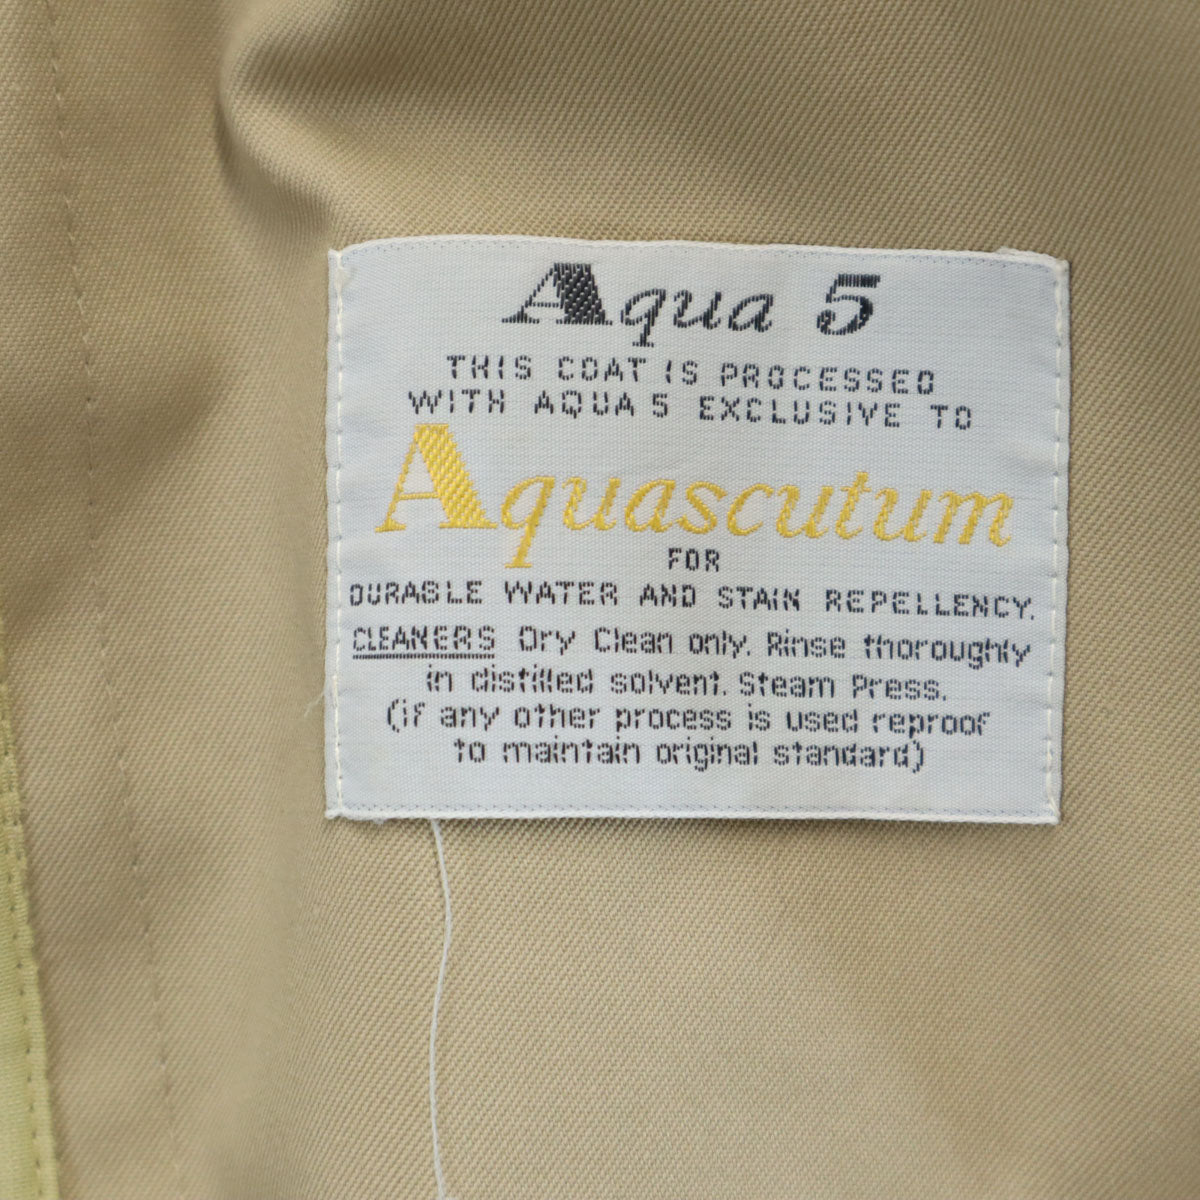 Aqua 5
THIS COAT IS PROCESSED
WITH AQUA 5 EXCLUSIVE TO
Aquascutum
FOR
DURABLE WATER AND STAIN REPELLENCY.
CLEANERS Dry Clean only. Rinse thoroughly
in distilled solvent. Steam Press.
(if any other process is used reproof
to maintain original standard)